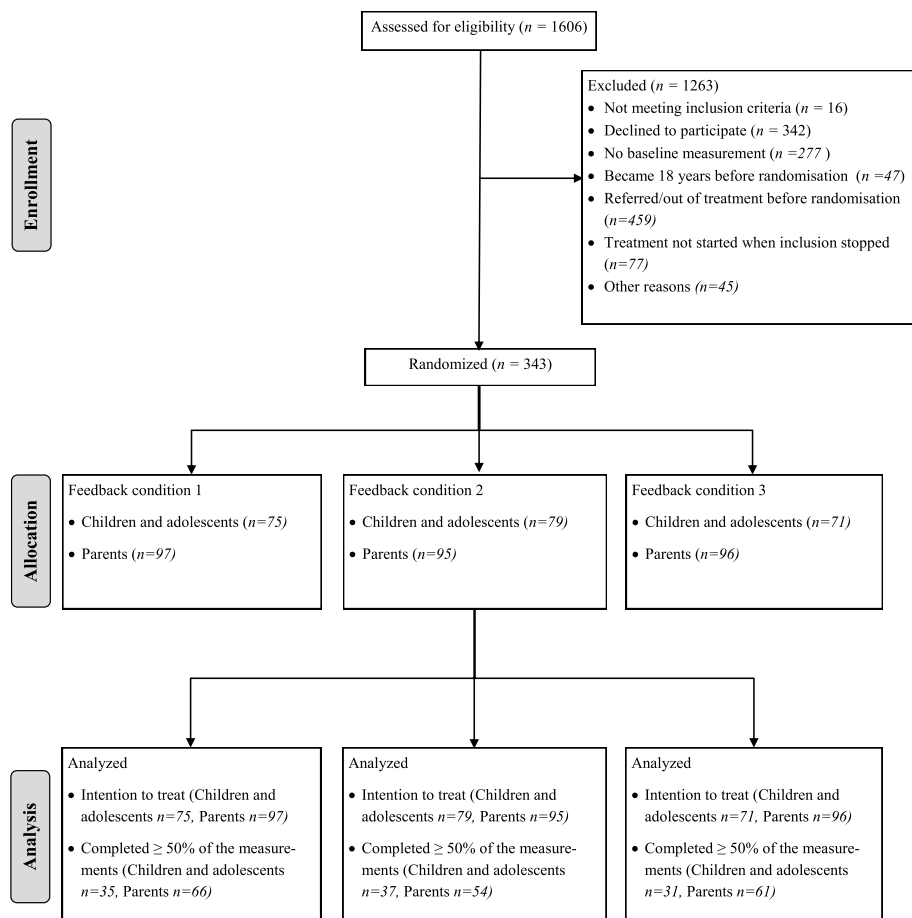 Assessed for eligibility (n = 1606)
Excluded (n = 1263)
• Not meeting inclusion criteria (n = 16)
• Declined to participate (n = 342)
• No baseline measurement (n =277 )
• Became 18 years before randomisation (n =47)
• Referred/out of treatment before randomisation
(n=459)
• Treatment not started when inclusion stopped
(n=77)
• Other reasons (n=45)
Enrollment
Randomized (n = 343)
Allocation
Feedback condition 1
• Children and adolescents (n=75)
• Parents (n=97)
Feedback condition 2
• Children and adolescents (n=79)
• Parents (n=95)
Feedback condition 3
• Children and adolescents (n=71)
• Parents (n=96)
Analysis
Analyzed
• Intention to treat (Children and
adolescents n=75, Parents n=97)
• Completed ≥ 50% of the measure-
ments (Children and adolescents
n=35, Parents n=66)
Analyzed
• Intention to treat (Children and
adolescents n=79, Parents n=95)
• Completed ≥ 50% of the measure-
ments (Children and adolescents
n=37, Parents n=54)
Analyzed
• Intention to treat (Children and
adolescents n=71, Parents n=96)
• Completed ≥ 50% of the measure-
ments (Children and adolescents
n=31, Parents n=61)